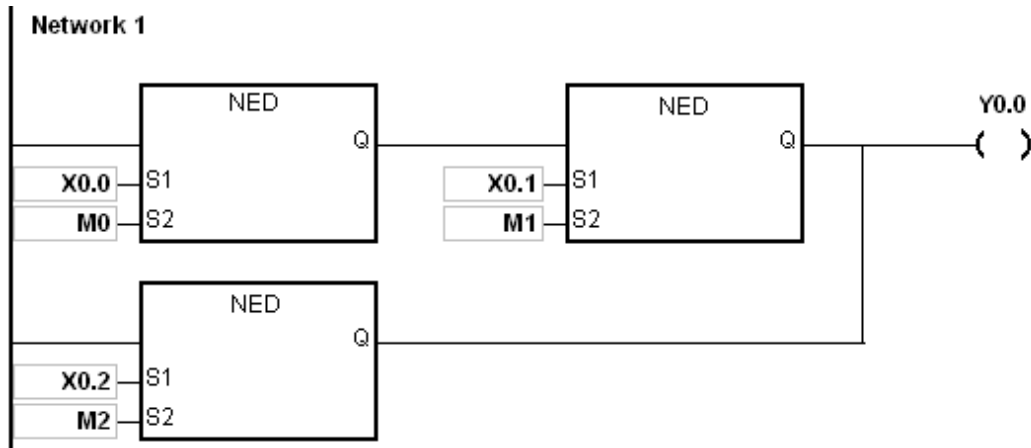 Network 1
NED
NED
Y0.0
Q
Q
( )
X0.0
S1
X0.1
S1
M0
S2
M1
S2
NED
Q
X0.2
S1
M2
S2